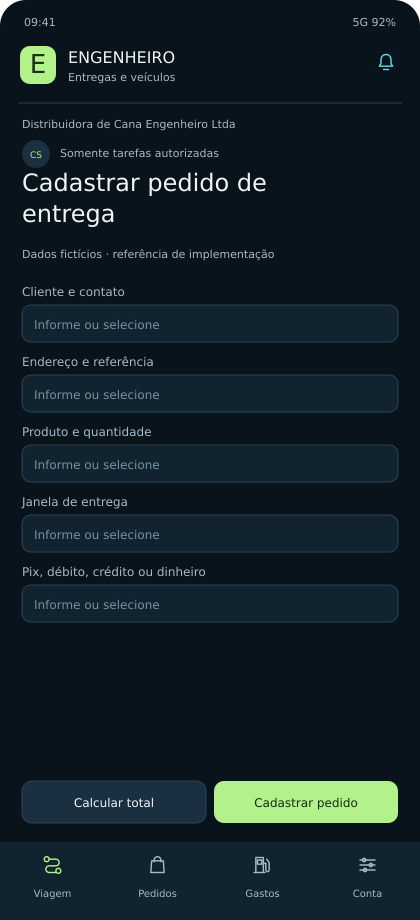 09:41
5G 92%
E
ENGENHEIRO
Entregas e veículos
Distribuidora de Cana Engenheiro Ltda
CS
Somente tarefas autorizadas
Cadastrar pedido de
entrega
Dados fictícios · referência de implementação
Cliente e contato
Informe ou selecione
Endereço e referência
Informe ou selecione
Produto e quantidade
Informe ou selecione
Janela de entrega
Informe ou selecione
Pix, débito, crédito ou dinheiro
Informe ou selecione
Calcular total
Cadastrar pedido
Viagem
Pedidos
Gastos
Conta